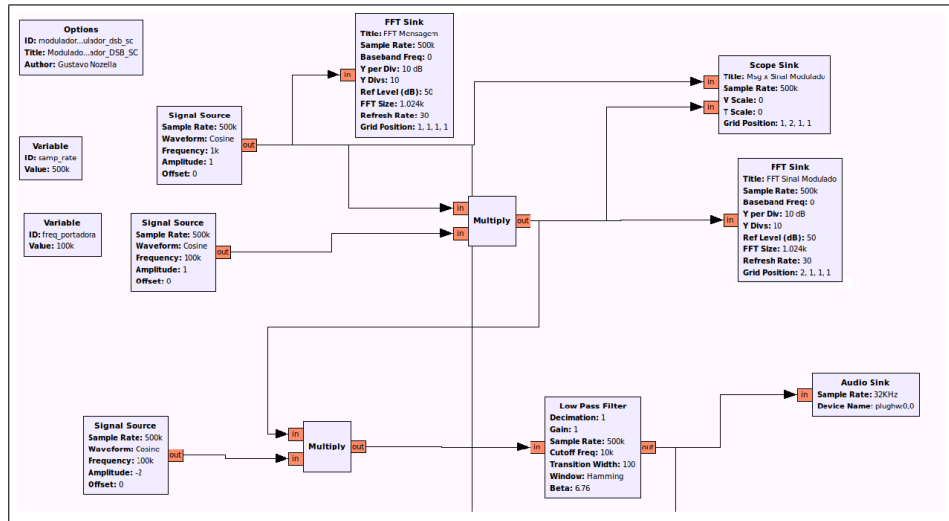 Options
ID: modulador...ulador_dsb_sc
Title: Modulado...ador_DSB_SC
Author: Gustavo Nozella
Variable
ID: samp_rate
Value: 500k
Variable
ID: freq_portadora
Value: 100k
Signal Source
Sample Rate: 500k
Waveform: Cosine
Frequency: 1k
Amplitude: 1
Offset: 0
out
Signal Source
Sample Rate: 500k
Waveform: Cosine
Frequency: 100k
Amplitude: 1
Offset: 0
out
FFT Sink
Title: FFT Mensagem
Sample Rate: 500k
Baseband Freq: 0
Y per Div: 10 dB
Y Divs: 10
Ref Level (dB): 50
FFT Size: 1.024k
Refresh Rate: 30
Grid Position: 1, 1, 1, 1
in
in
in
Multiply
out
Scope Sink
Title: Msg x Sinal Modulado
Sample Rate: 500k
V Scale: 0
T Scale: 0
Grid Position: 1, 2, 1, 1
in
in
FFT Sink
Title: FFT Sinal Modulado
Sample Rate: 500k
Baseband Freq: 0
Y per Div: 10 dB
Y Divs: 10
Ref Level (dB): 50
FFT Size: 1.024k
Refresh Rate: 30
Grid Position: 2, 1, 1, 1
in
Signal Source
Sample Rate: 500k
Waveform: Cosine
Frequency: 100k
Amplitude: -2
Offset: 0
out
in
in
Multiply
out
in
Low Pass Filter
Decimation: 1
Gain: 1
Sample Rate: 500k
Cutoff Freq: 10k
Transition Width: 100
Window: Hamming
Beta: 6.76
out
in
Audio Sink
Sample Rate: 32KHz
Device Name: plughw:0,0